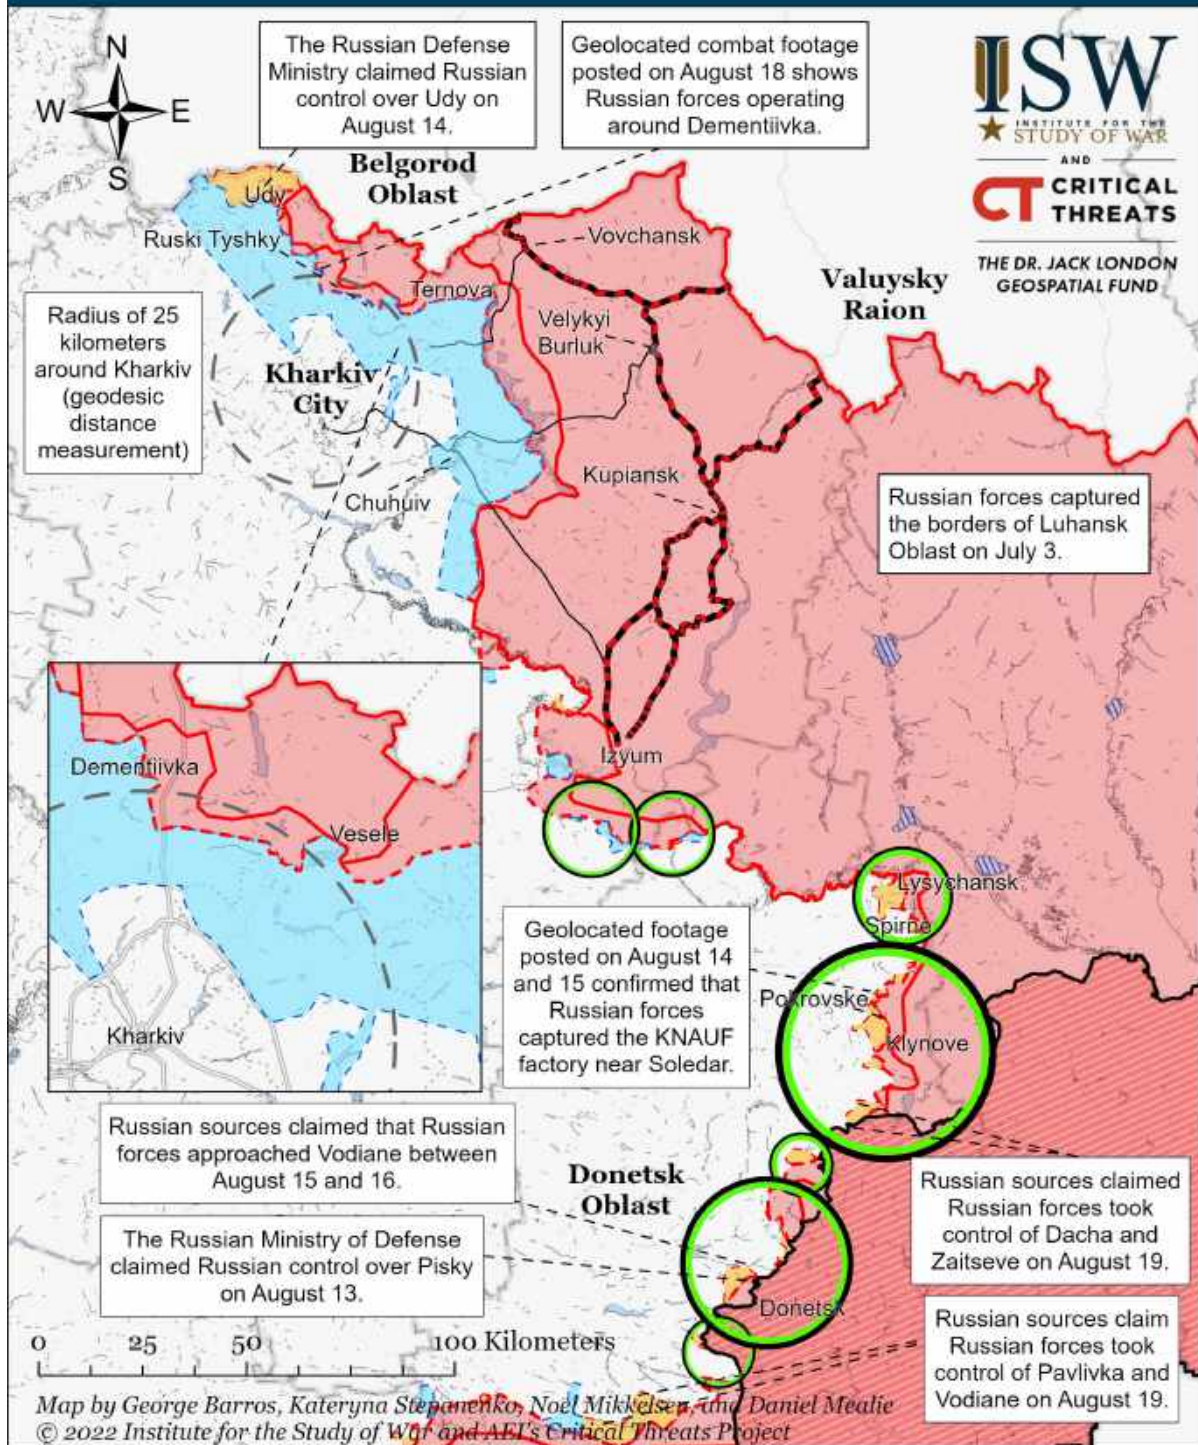 N
W
E
S
The Russian Defense
Ministry claimed Russian
control over Udy on
August 14.
Geolocated combat footage
posted on August 18 shows
Russian forces operating
around Dementiivka.
ISW
INSTITUTE FOR THE
STUDY OF WAR
AND
CT CRITICAL
THREATS
THE DR. JACK LONDON
GEOSPATIAL FUND
Belgorod
Oblast
Udy
Ruski Tyshky
Vovchansk
Ternova
Valuysky
Raion
Velykyi
Burluk
Radius of 25
kilometers
around Kharkiv
(geodesic
distance
measurement)
Kharkiv
City
Kupiansk
Chuhuiv
Russian forces captured
the borders of Luhansk
Oblast on July 3.
Dementiivka
Vesele
Kharkiv
Izyum
Lysychansk
Spirne
Geolocated footage
posted on August 14
and 15 confirmed that
Russian forces
captured the KNAUF
factory near Soledar.
Pokrovske
Klynove
Russian sources claimed that Russian
forces approached Vodiane between
August 15 and 16.
Donetsk
Oblast
Russian sources claimed
Russian forces took
control of Dacha and
Zaitseve on August 19.
The Russian Ministry of Defense
claimed Russian control over Pisky
on August 13.
Donetsk
Russian sources claim
Russian forces took
control of Pavlivka and
Vodiane on August 19.
0 25 50 100 Kilometers
Map by George Barros, Kateryna Stepanenko, Noel Mikkelsen, and Daniel Mealie
© 2022 Institute for the Study of War and AEI's Critical Threats Project